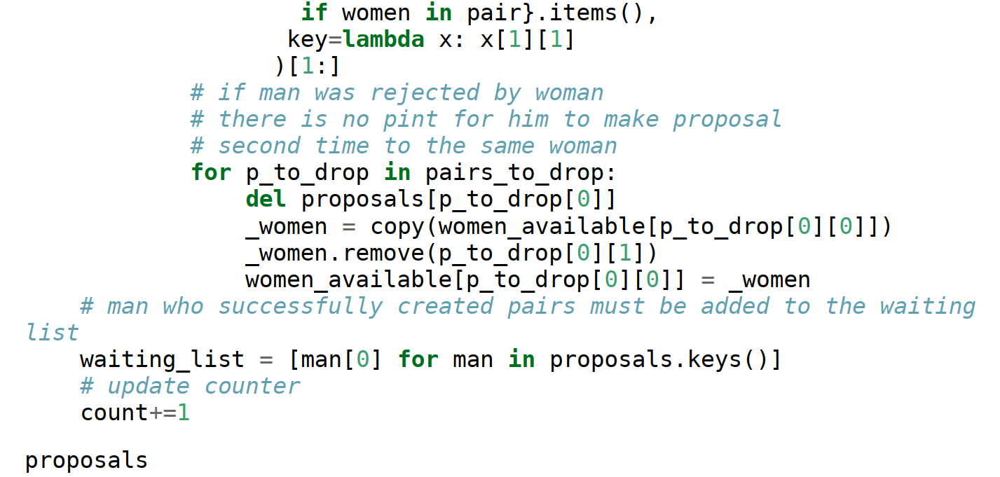 if women in pair}.items(),
                   key=lambda x: x[1][1]
                  )[1:]
            # if man was rejected by woman
            # there is no pint for him to make proposal
            # second time to the same woman
            for p_to_drop in pairs_to_drop:
                del proposals[p_to_drop[0]]
                _women = copy(women_available[p_to_drop[0][0]])
                _women.remove(p_to_drop[0][1])
                women_available[p_to_drop[0][0]] = _women
    # man who successfully created pairs must be added to the waiting
list
    waiting_list = [man[0] for man in proposals.keys()]
    # update counter
    count+=1
proposals